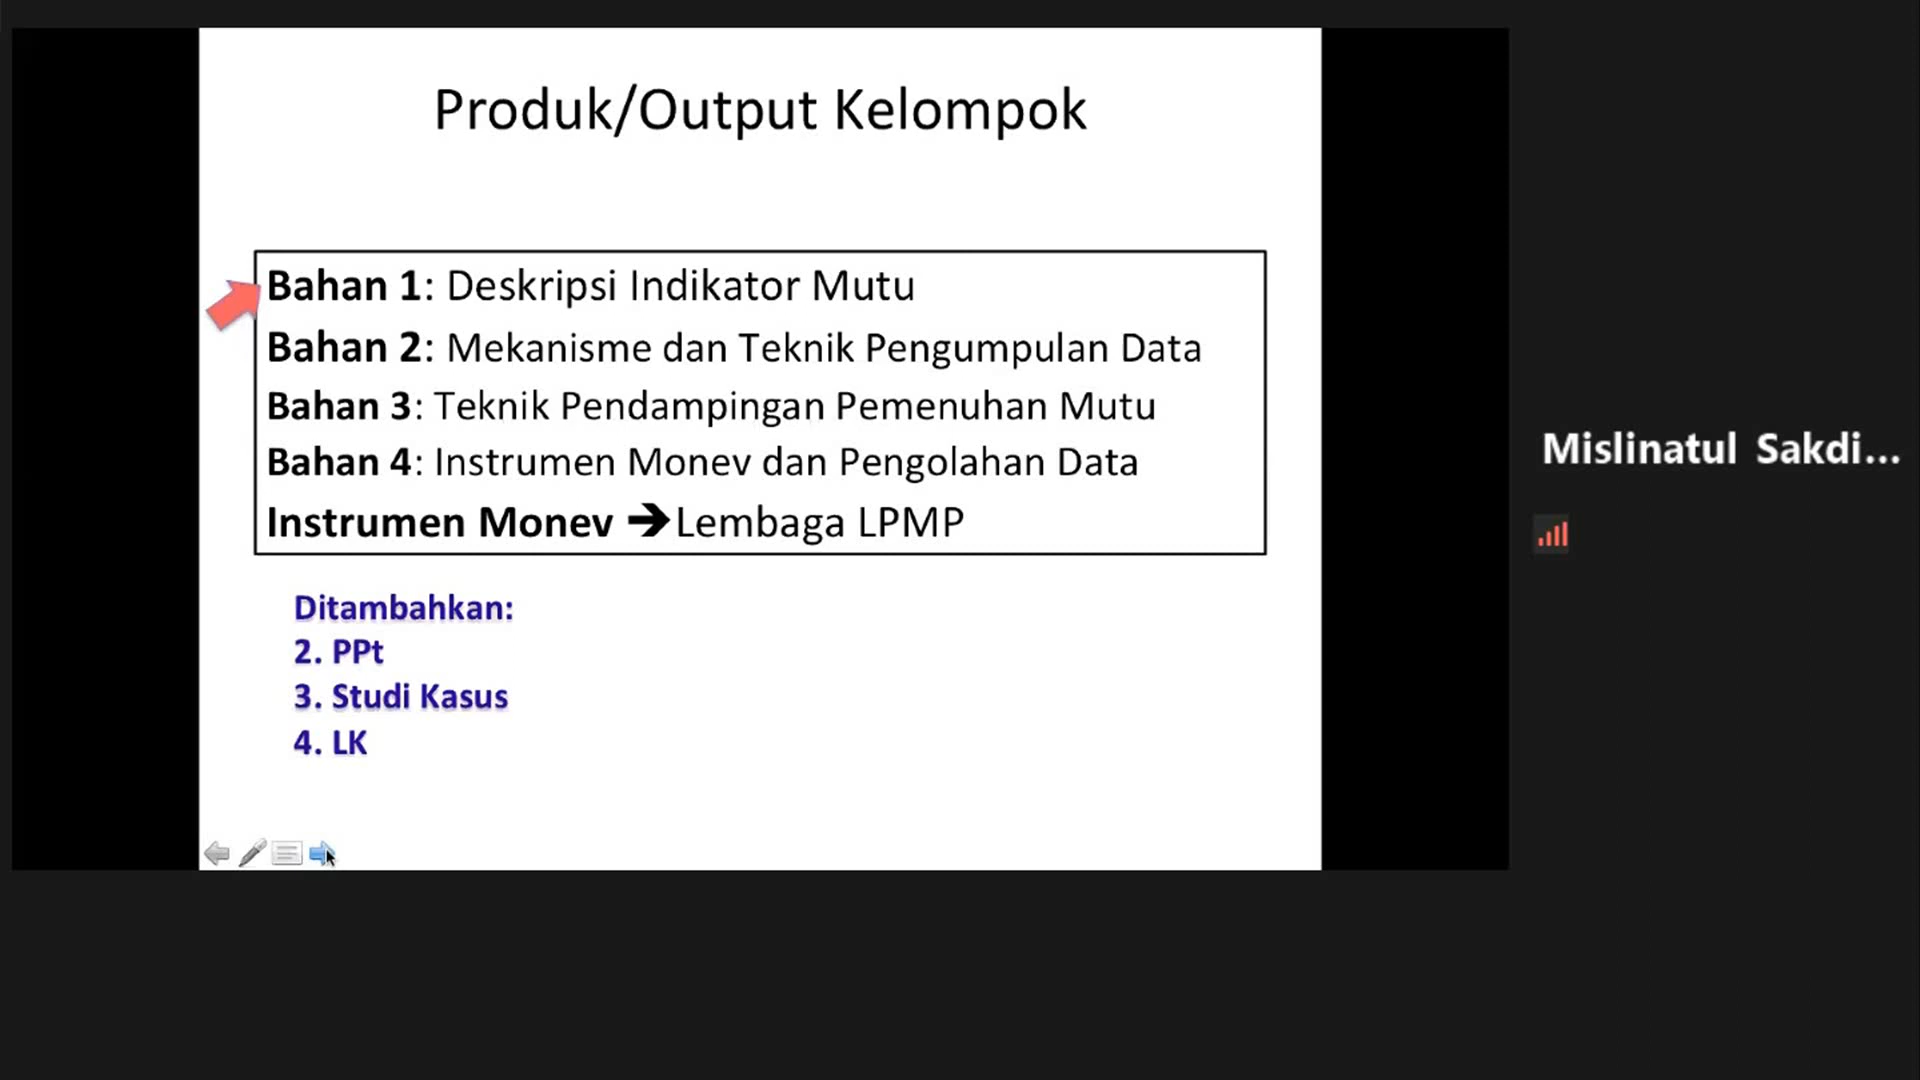 Produk/Output Kelompok
Bahan 1: Deskripsi Indikator Mutu
Bahan 2: Mekanisme dan Teknik Pengumpulan Data
Bahan 3: Teknik Pendampingan Pemenuhan Mutu
Bahan 4: Instrumen Monev dan Pengolahan Data
Instrumen Monev ➔Lembaga LPMP
Ditambahkan:
2. PPt
3. Studi Kasus
4. LK
Mislinatul Sakdi...